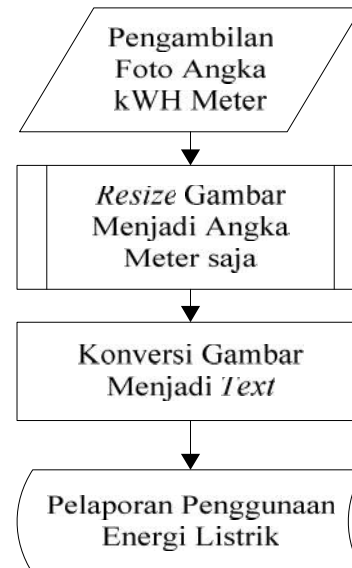 Pengambilan
Foto Angka
kWH Meter
Resize Gambar
Menjadi Angka
Meter saja
Konversi Gambar
Menjadi Text
Pelaporan Penggunaan
Energi Listrik